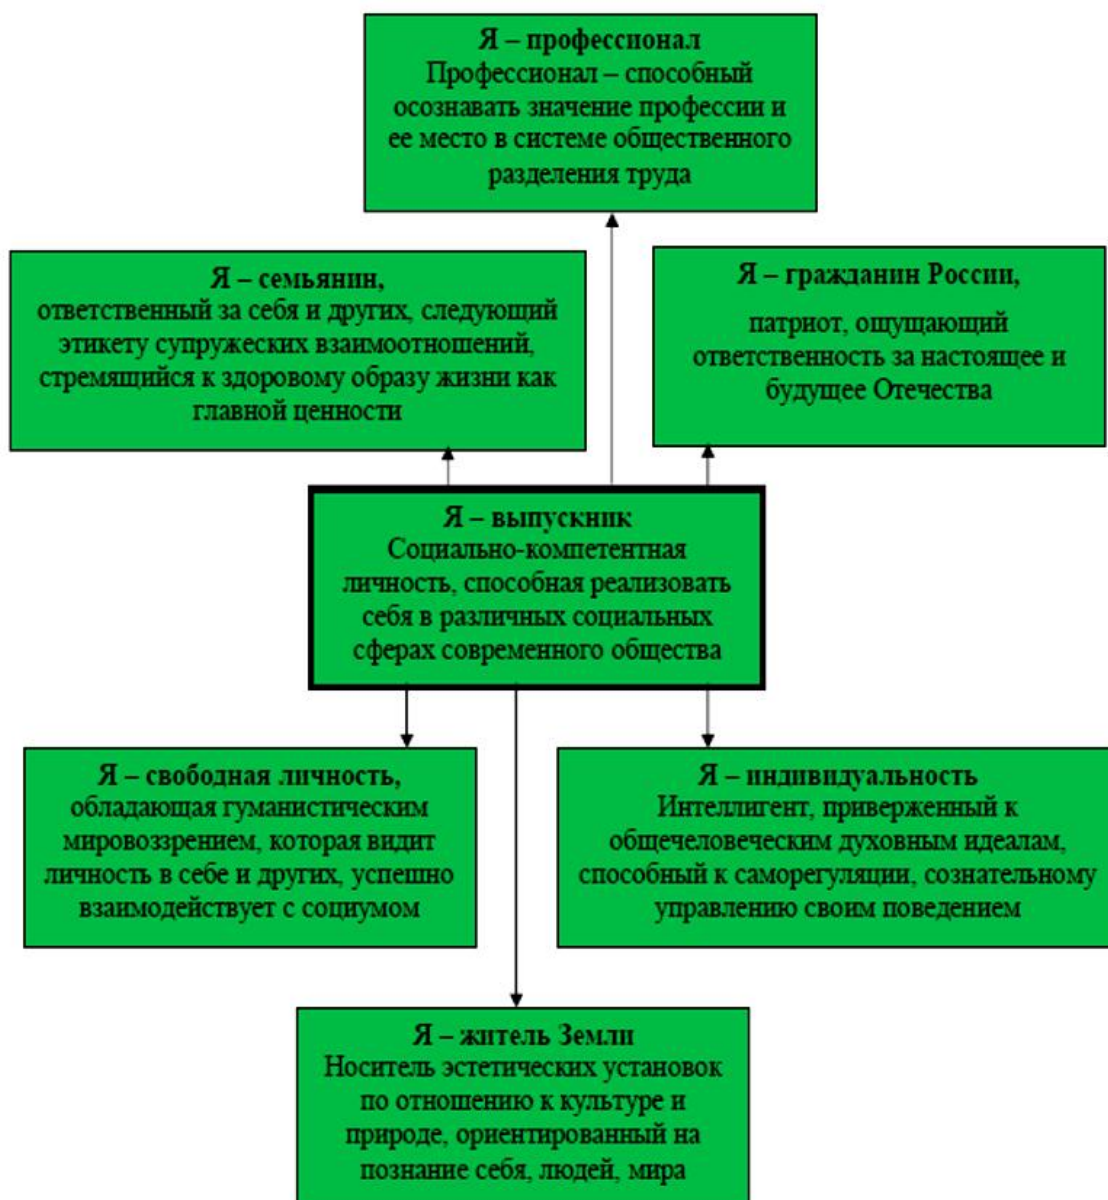 Я – профессионал
Профессионал – способный
осознавать значение профессии и
ее место в системе общественного
разделения труда
Я – семьянин,
ответственный за себя и других, следующий
этикету супружеских взаимоотношений,
стремящийся к здоровому образу жизни как
главной ценности
Я – гражданин России,
патриот, ощущающий
ответственность за настоящее и
будущее Отечества
Я – выпускник
Социально-компетентная
личность, способная реализовать
себя в различных социальных
сферах современного общества
Я – свободная личность,
обладающая гуманистическим
мировоззрением, которая видит
личность в себе и других, успешно
взаимодействует с социумом
Я – индивидуальность
Интеллигент, приверженный к
общечеловеческим духовным идеалам,
способный к саморегуляции, сознательному
управлению своим поведением
Я – житель Земли
Носитель эстетических установок
по отношению к культуре и
природе, ориентированный на
познание себя, людей, мира